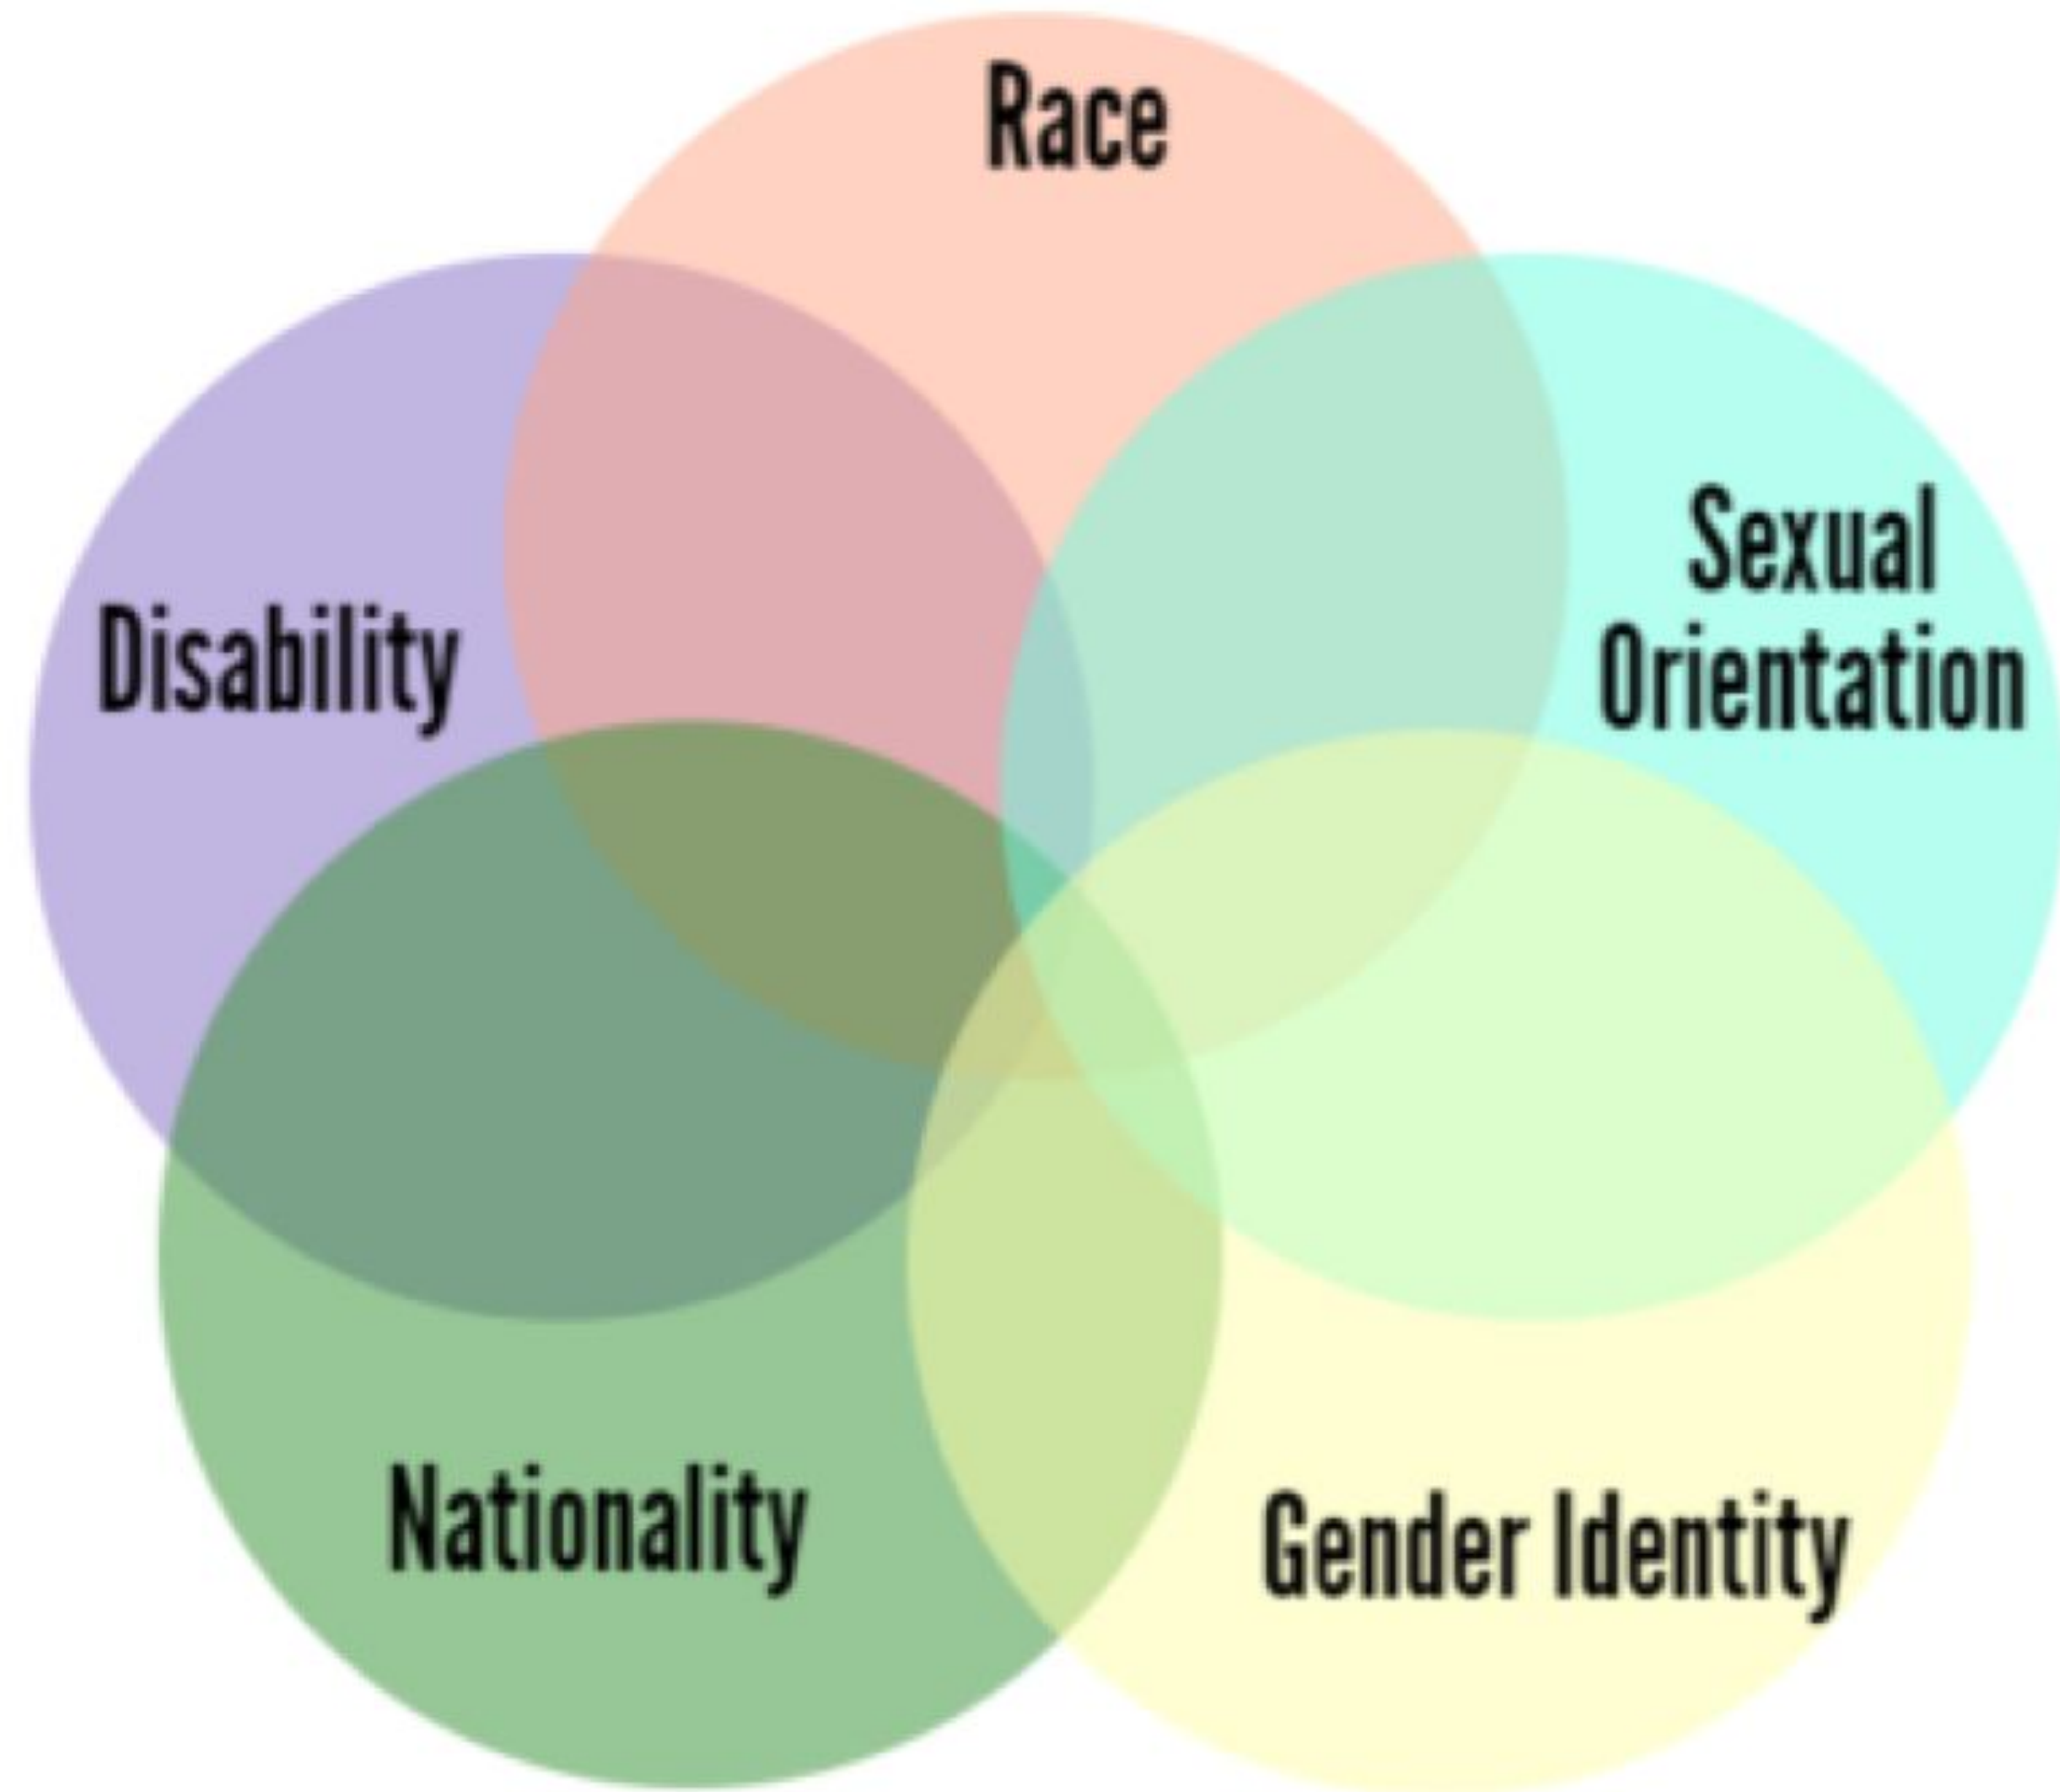 Race
Sexual
Orientation
Disability
Nationality
Gender Identity